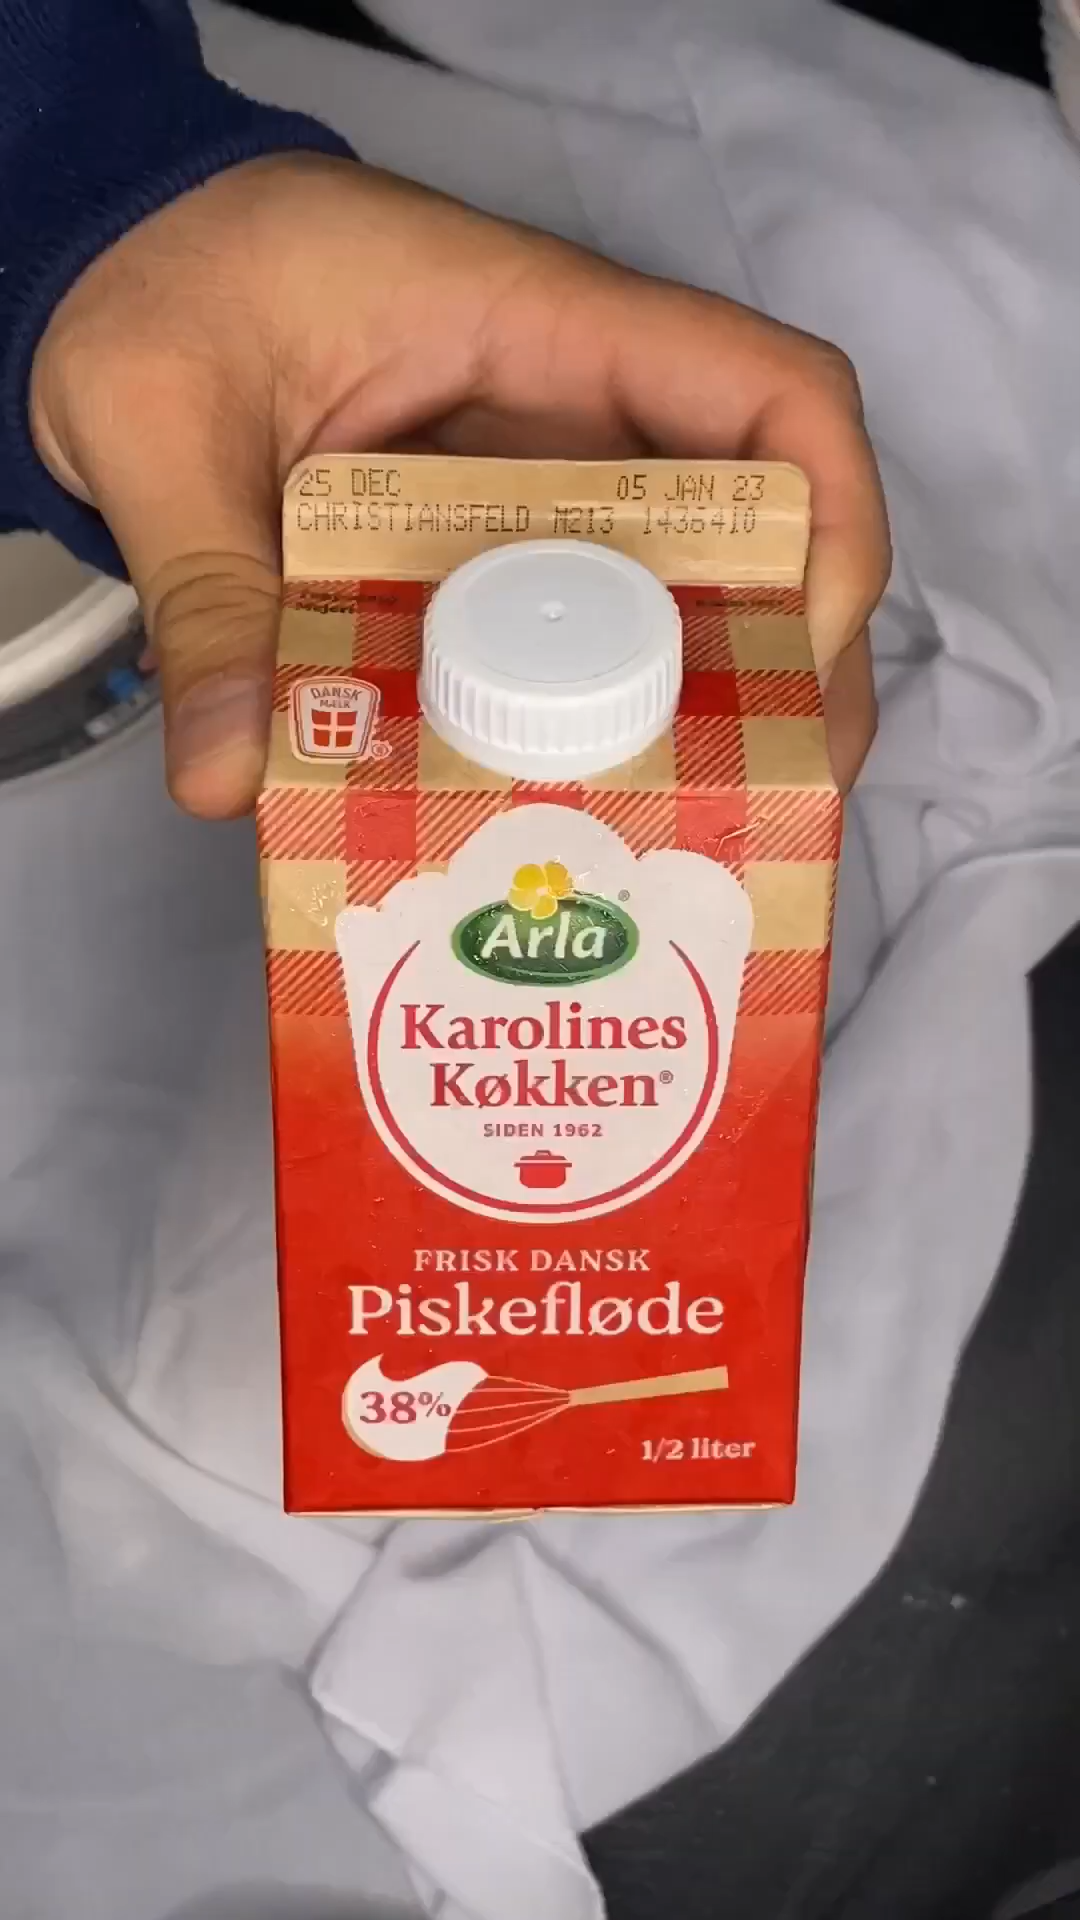 25 DEC 05 JAN 23
CHRISTIANSFELD M213 1436410
DANSK
MÆLK
Arla®
Karolines
Køkken®
SIDEN 1962
FRISK DANSK
Piskefløde
38%
1/2 liter